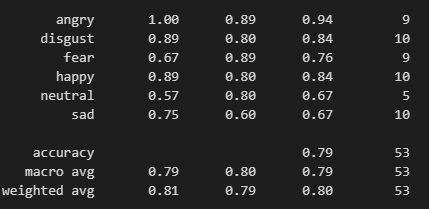 angry 1.00 0.89 0.94 9
disgust 0.89 0.80 0.84 10
fear 0.67 0.89 0.76 9
happy 0.89 0.80 0.84 10
neutral 0.57 0.80 0.67 5
sad 0.75 0.60 0.67 10
accuracy 0.79 53
macro avg 0.79 0.80 0.79 53
weighted avg 0.81 0.79 0.80 53